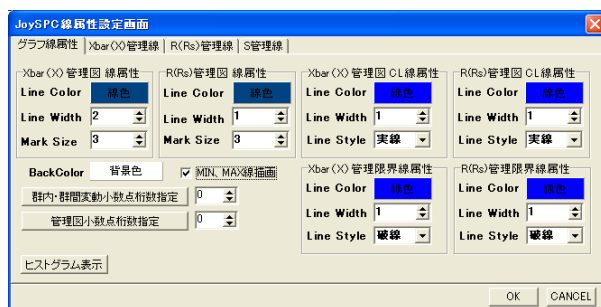 JoySPC線属性設定画面
グラフ線属性 Xbar(X)管理線 R(Rs)管理線 S管理線
Xbar(X)管理図 線属性
Line Color 線色
Line Width 2
Mark Size 3
R(Rs)管理図 線属性
Line Color 線色
Line Width 1
Mark Size 3
Xbar(X)管理図 CL線属性
Line Color 線色
Line Width 1
Line Style 実線
R(Rs)管理図 CL線属性
Line Color 線色
Line Width 1
Line Style 実線
BackColor 背景色
MIN、MAX線描画
群内・群間変動小数点桁数指定 0
管理図小数点桁数指定 0
Xbar(X)管理限界線属性
Line Color 線色
Line Width 1
Line Style 破線
R(Rs)管理限界線属性
Line Color 線色
Line Width 1
Line Style 破線
ヒストグラム表示
OK CANCEL